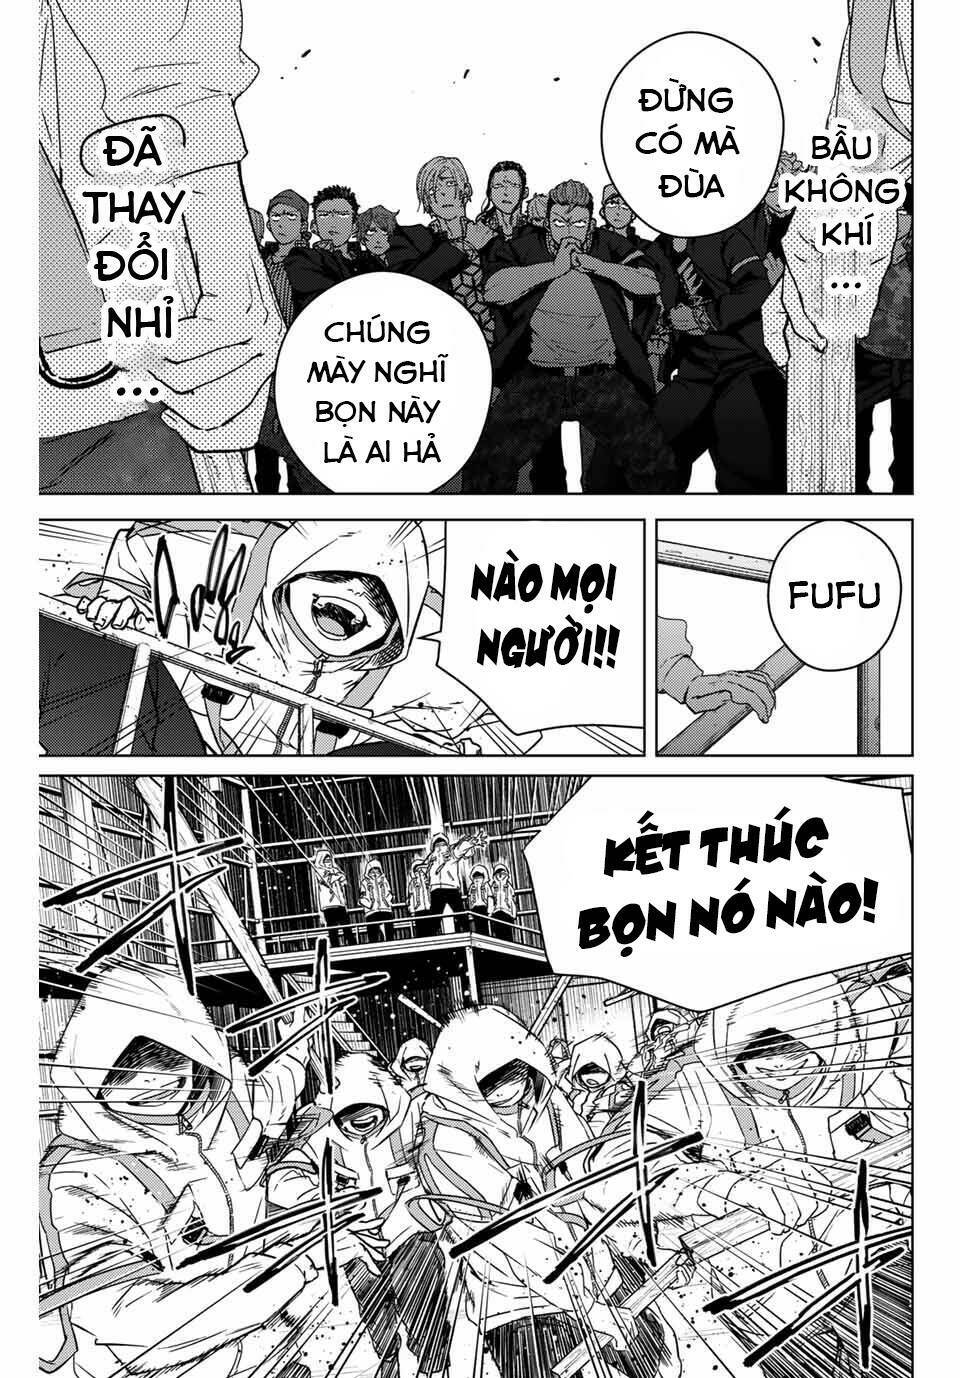 BẦU
KHÔNG
KHÍ
...
ĐỪNG
CÓ MÀ
ĐÙA
CHÚNG
MÀY NGHĨ
BỌN NÀY
LÀ AI HẢ
ĐÃ
THAY
ĐỔI
NHỈ
...
FUFU
NÀO MỌI
NGƯỜI!!
KẾT THÚC
BỌN NÓ NÀO!